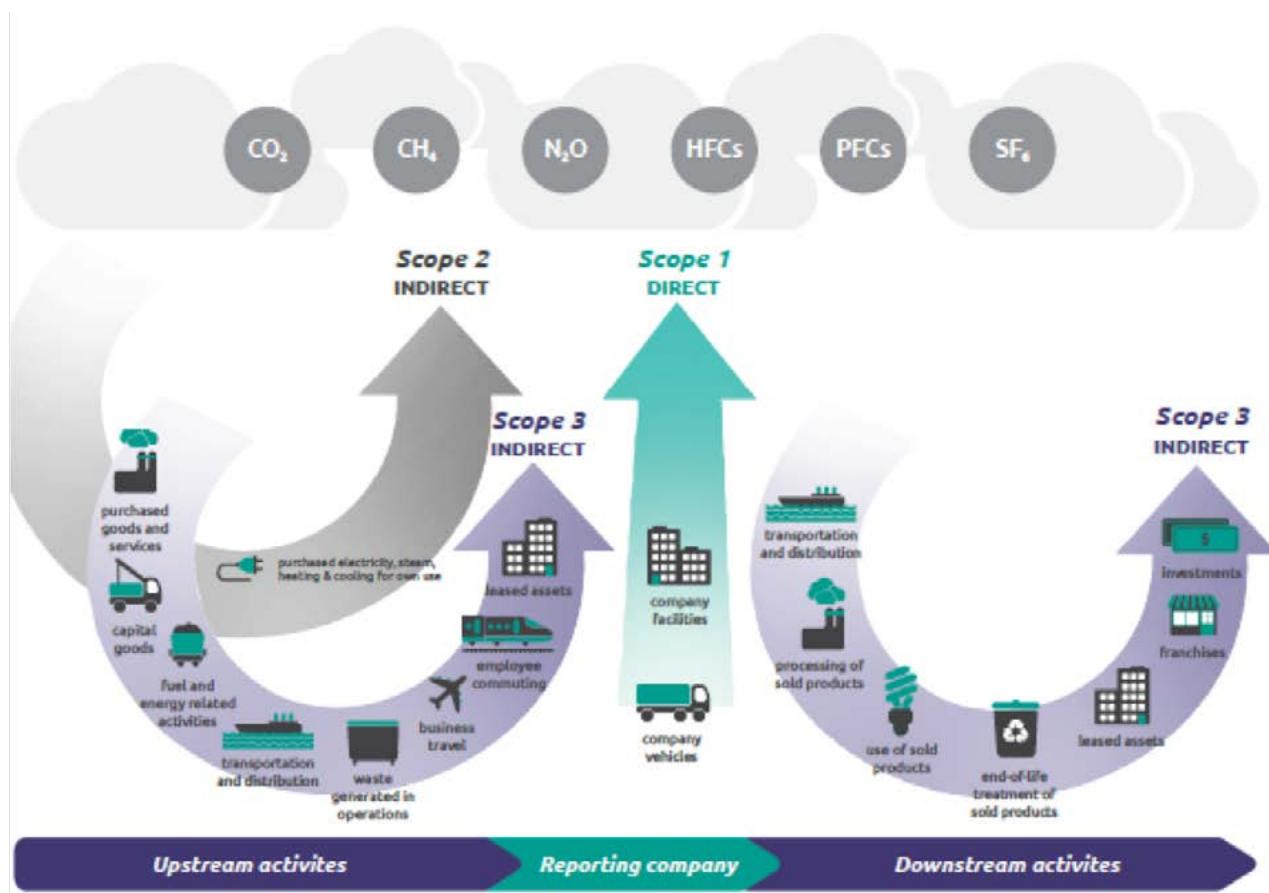 CO₂
CH₄
N₂O
HFCs
PFCs
SF₆
Scope 2
INDIRECT
Scope 1
DIRECT
Scope 3
INDIRECT
Scope 3
INDIRECT
purchased
goods and
services
capital
goods
fuel and
energy related
activities
transportation
and distribution
waste
generated in
operations
business
travel
employee
commuting
leased assets
purchased electricity, steam,
heating & cooling for own use
company
facilities
company
vehicles
transportation
and distribution
processing of
sold products
use of sold
products
end-of-life
treatment of
sold products
leased assets
franchises
$
investments
Upstream activites
Reporting company
Downstream activites